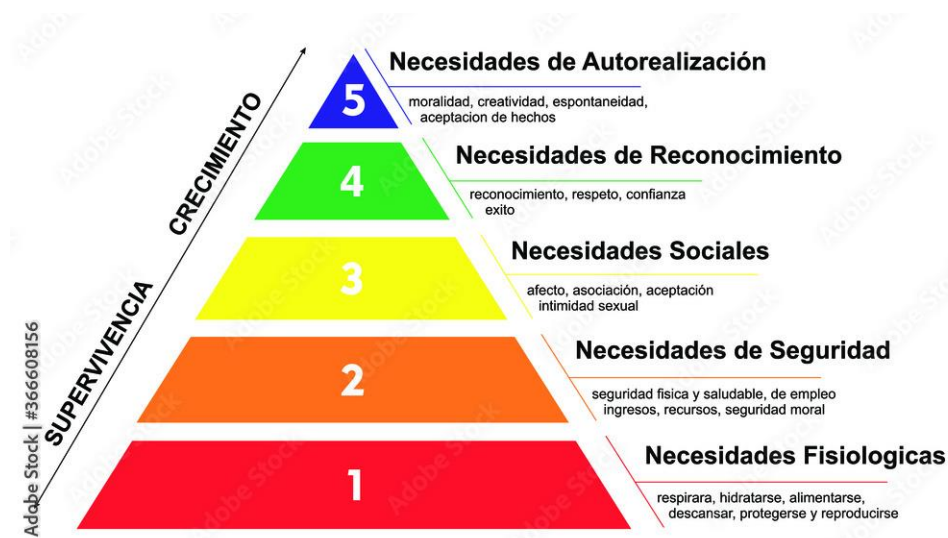 Necesidades de Autorealización
5
moralidad, creatividad, espontaneidad,
aceptacion de hechos
CRECIMIENTO
Necesidades de Reconocimiento
4
reconocimiento, respeto, confianza
exito
Necesidades Sociales
3
afecto, asociación, aceptación
intimidad sexual
SUPERVIVENCIA
Necesidades de Seguridad
2
seguridad fisica y saludable, de empleo
ingresos, recursos, seguridad moral
Necesidades Fisiologicas
1
respirara, hidratarse, alimentarse,
descansar, protegerse y reproducirse
Adobe Stock | #366608156